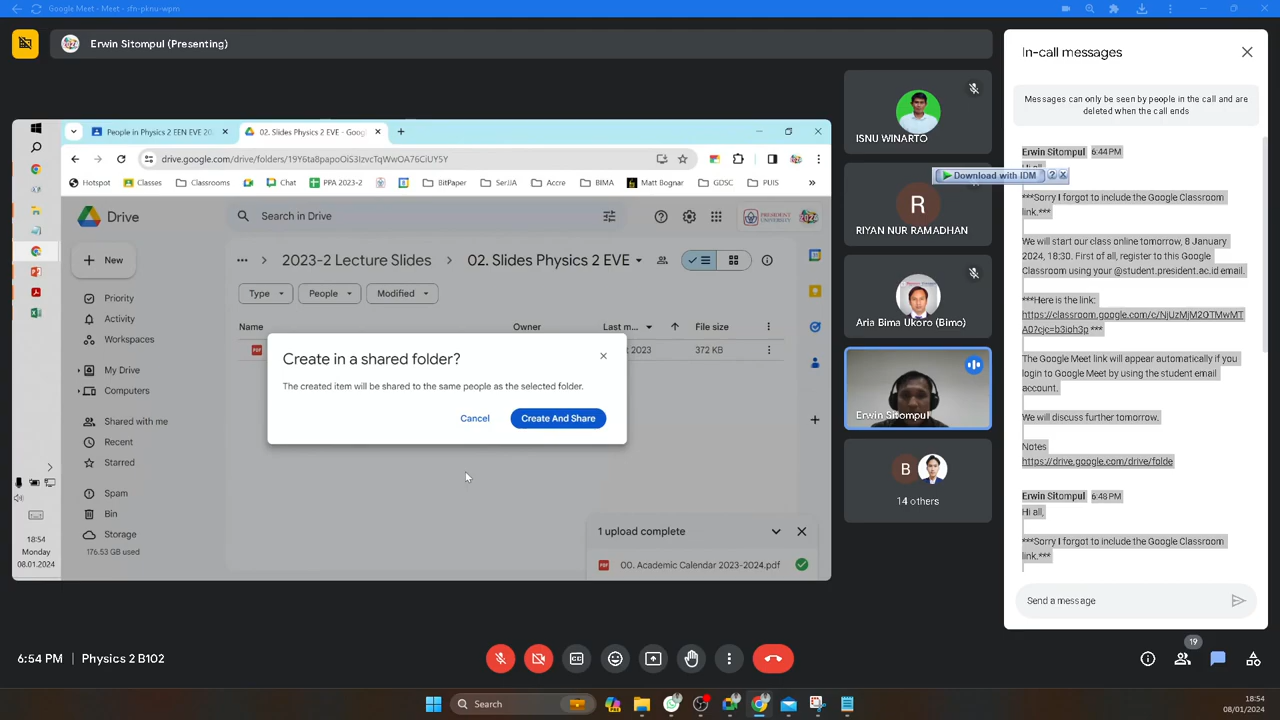 Google Meet - Meet - sfn-pknu-wpm
Erwin Sitompul (Presenting)
People in Physics 2 EEN EVE 20
02. Slides Physics 2 EVE - Goog
drive.google.com/drive/folders/19Y6ta8papoOiS3IzvcTqWwOA76CiUY5Y
Hotspot
Classes
Classrooms
Chat
PPA 2023-2
BitPaper
SerJIA
Accre
BIMA
Matt Bognar
GDSC
PUIS
Drive
Search in Drive
New
2023-2 Lecture Slides
02. Slides Physics 2 EVE
Type
People
Modified
Name
Owner
Last m...
File size
2023
372 KB
Priority
Activity
Workspaces
My Drive
Computers
Shared with me
Recent
Starred
Spam
Bin
Storage
176.53 GB used
Create in a shared folder?
The created item will be shared to the same people as the selected folder.
Cancel
Create And Share
1 upload complete
00. Academic Calendar 2023-2024.pdf
18:54
Monday
08.01.2024
ISNU WINARTO
R
RIYAN NUR RAMADHAN
Aria Bima Ukoro (Bimo)
Erwin Sitompul
B
14 others
In-call messages
Messages can only be seen by people in the call and are
deleted when the call ends
Erwin Sitompul 6:44 PM
Hi all,
Download with IDM
***Sorry I forgot to include the Google Classroom
link.***
We will start our class online tomorrow, 8 January
2024, 18:30. First of all, register to this Google
Classroom using your @student.president.ac.id email.
***Here is the link:
https://classroom.google.com/c/NjUzMjM2OTMwMT
A0?cjc=b3ioh3p ***
The Google Meet link will appear automatically if you
login to Google Meet by using the student email
account.
We will discuss further tomorrow.
Notes
https://drive.google.com/drive/folde
Erwin Sitompul 6:48 PM
Hi all,
***Sorry I forgot to include the Google Classroom
link.***
Send a message
6:54 PM
Physics 2 B102
19
Search
18:54
08/01/2024